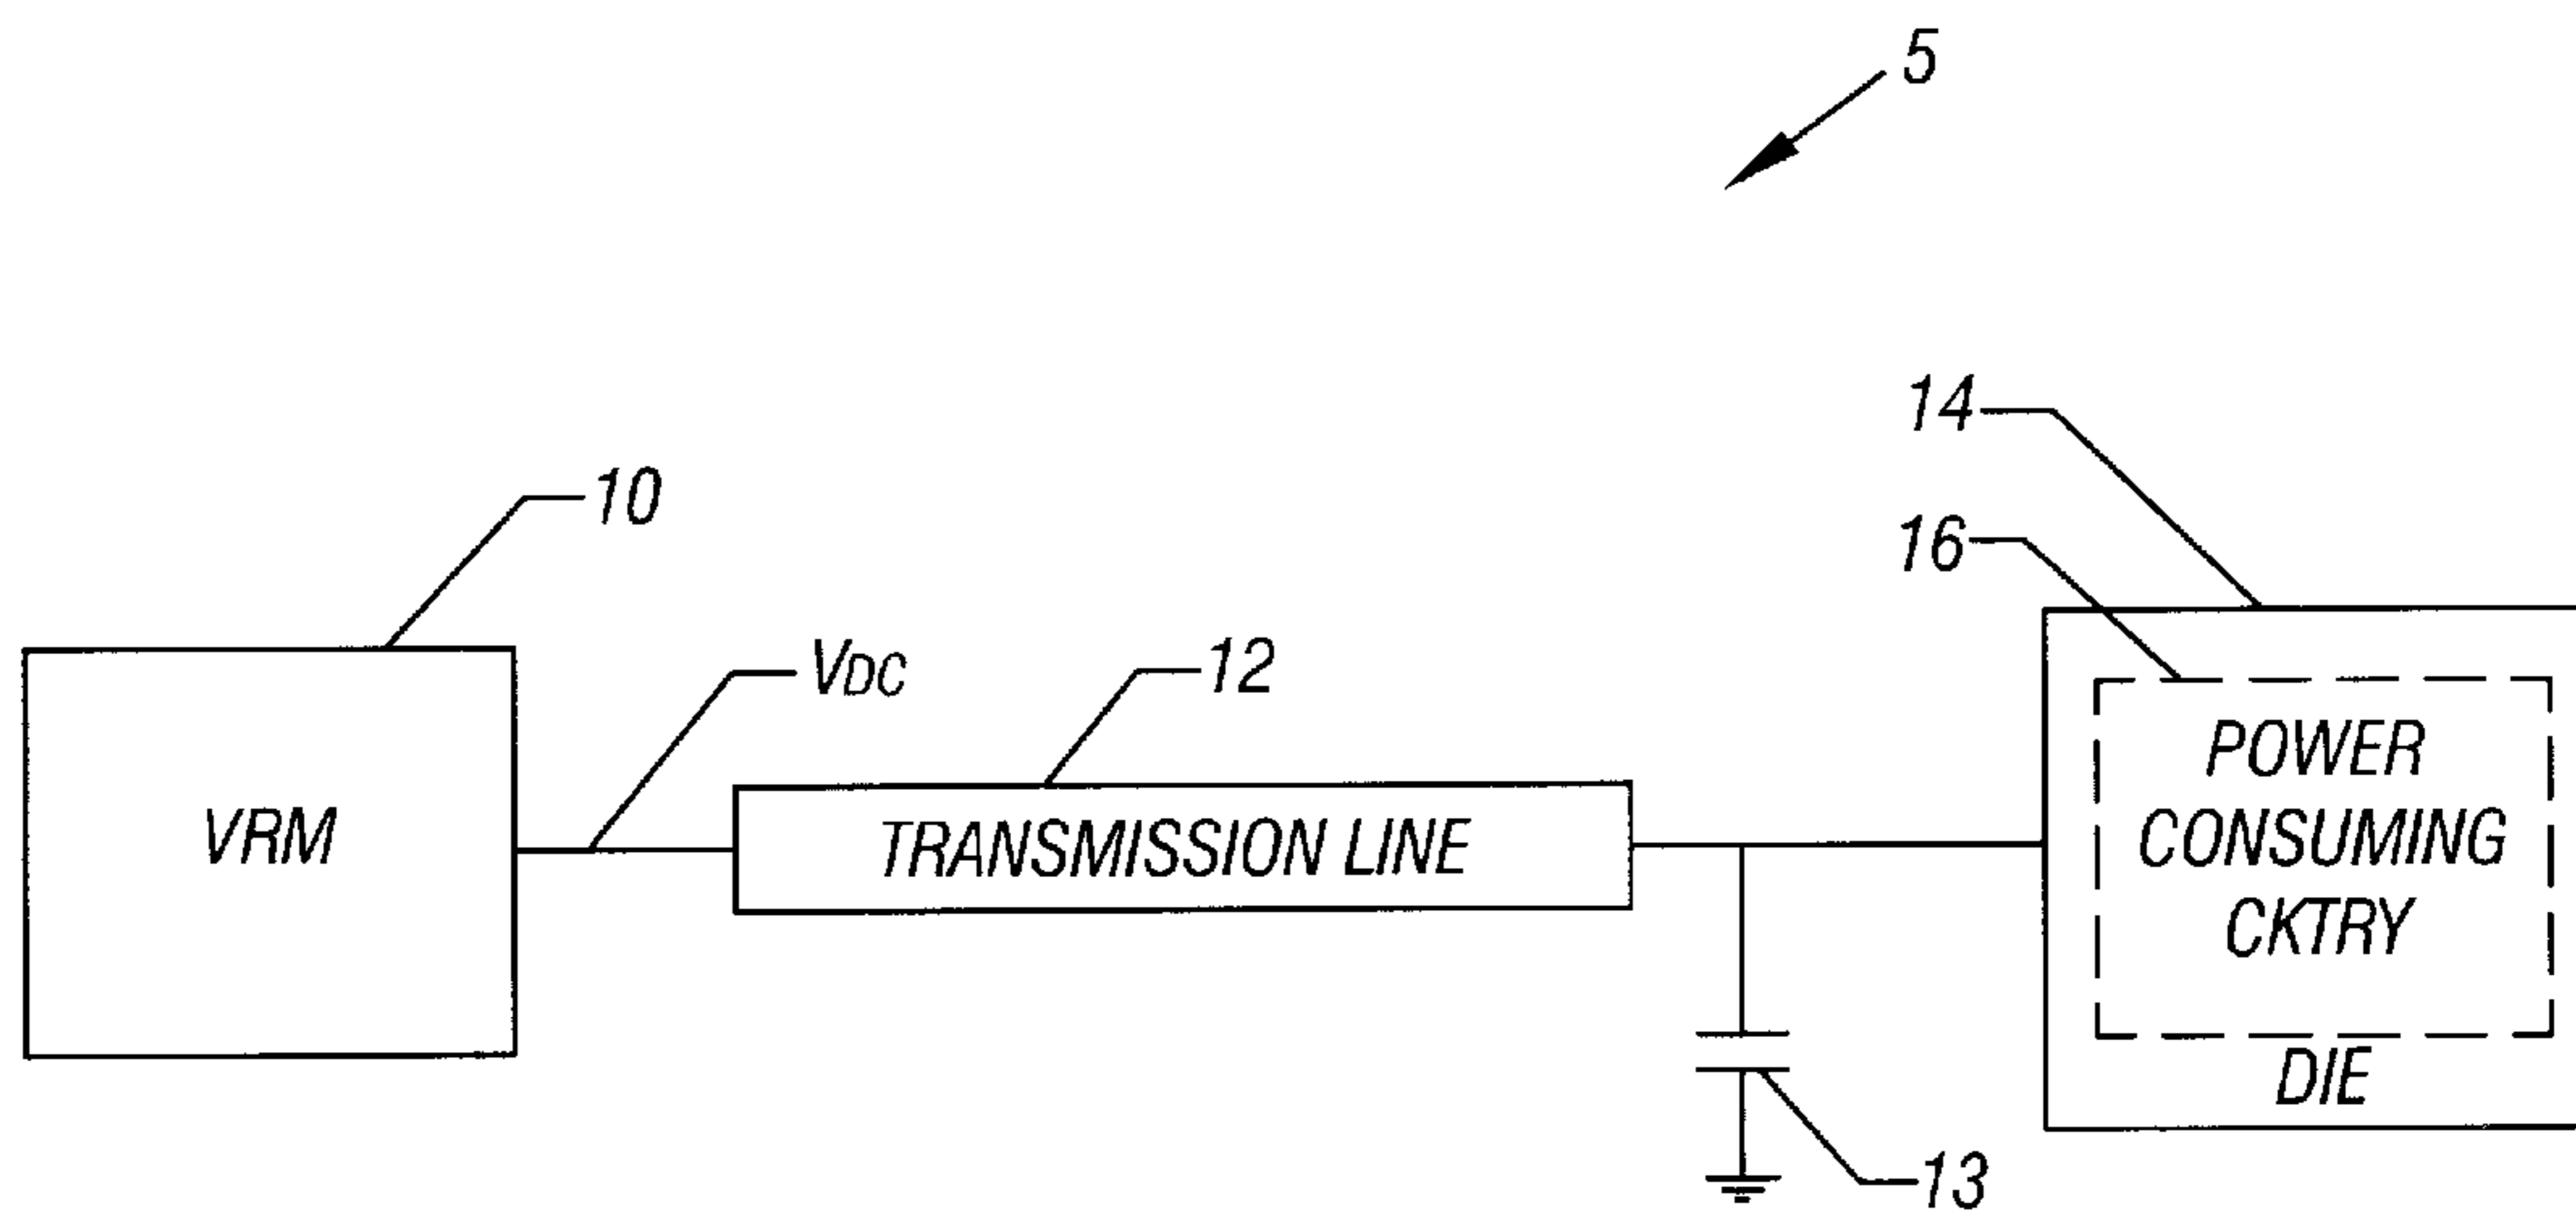 5
14
10
16
VDC
12
VRM
TRANSMISSION LINE
POWER
CONSUMING
CKTRY
DIE
13